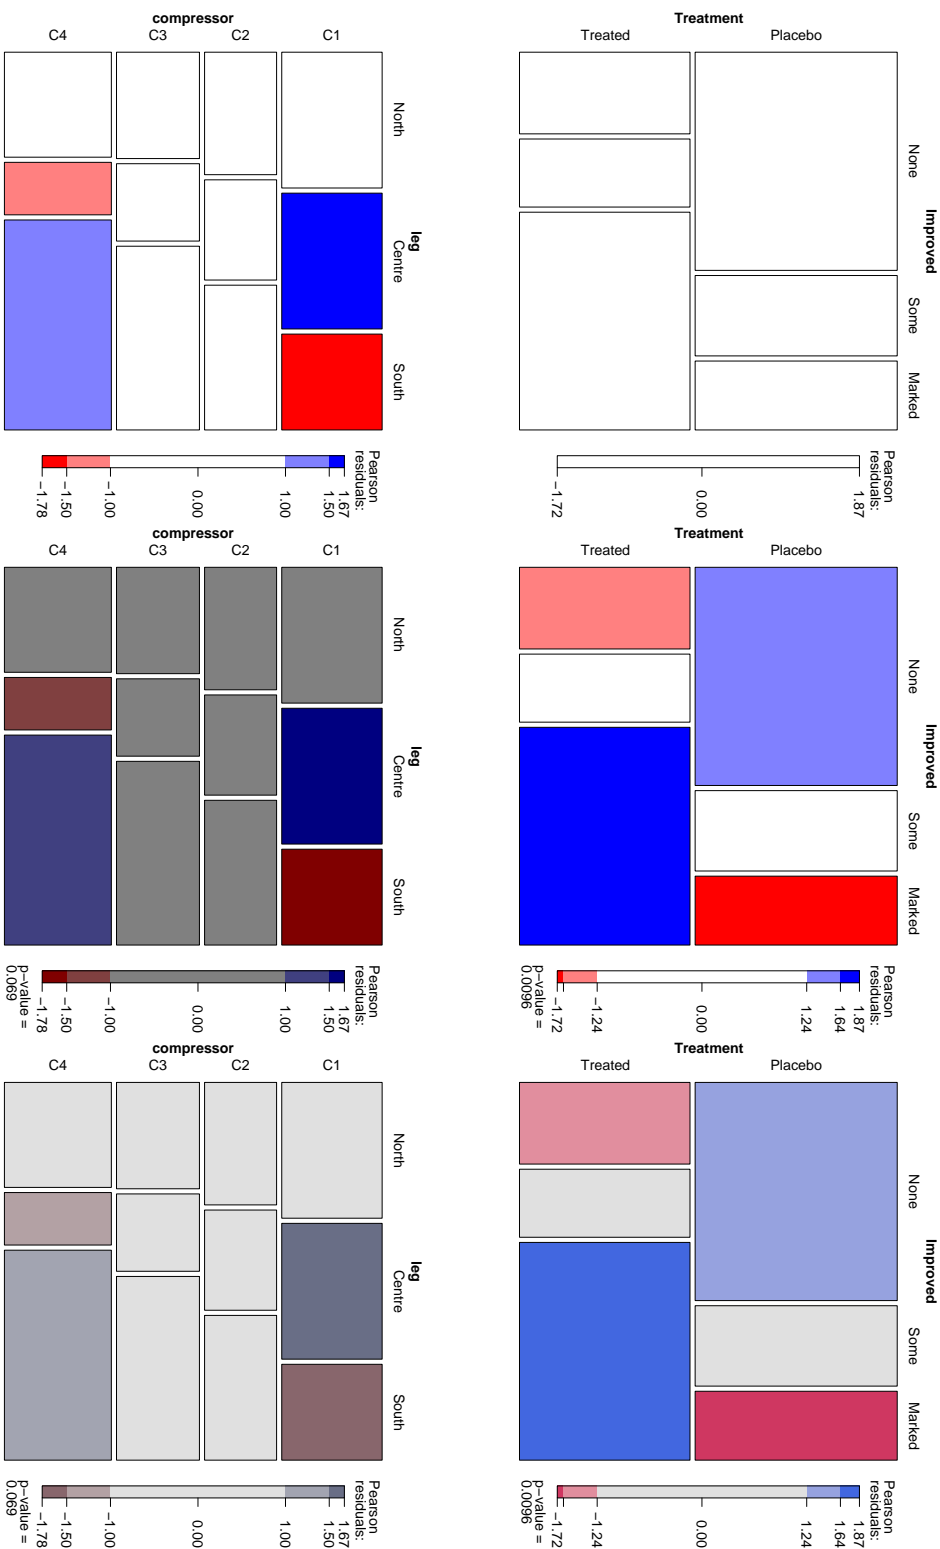 Improved
None Some Marked
Treatment
Placebo
Treated
Pearson
residuals:
1.87
0.00
−1.72
Improved
None Some Marked
Treatment
Placebo
Treated
Pearson
residuals:
1.87
1.64
1.24
0.00
−1.24
−1.72
p−value =
0.0096
Improved
None Some Marked
Treatment
Placebo
Treated
Pearson
residuals:
1.87
1.64
1.24
0.00
−1.24
−1.72
p−value =
0.0096
leg
North Centre South
compressor
C1
C2
C3
C4
Pearson
residuals:
1.67
1.50
1.00
0.00
−1.00
−1.50
−1.78
leg
North Centre South
compressor
C1
C2
C3
C4
Pearson
residuals:
1.67
1.50
1.00
0.00
−1.00
−1.50
−1.78
p−value =
0.069
leg
North Centre South
compressor
C1
C2
C3
C4
Pearson
residuals:
1.67
1.50
1.00
0.00
−1.00
−1.50
−1.78
p−value =
0.069